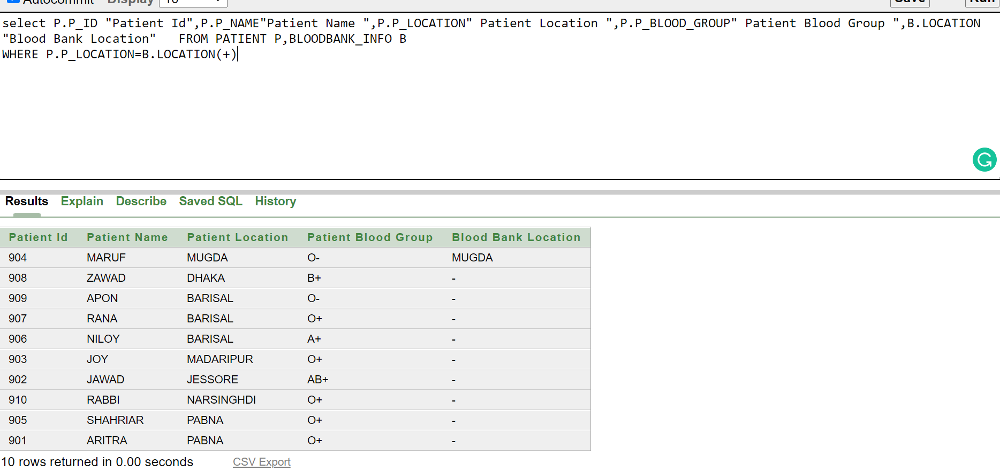 Autocommit Display 10 Save Run
select P.P_ID "Patient Id",P.P_NAME"Patient Name ",P.P_LOCATION" Patient Location ",P.P_BLOOD_GROUP" Patient Blood Group ",B.LOCATION
"Blood Bank Location"   FROM PATIENT P,BLOODBANK_INFO B
WHERE P.P_LOCATION=B.LOCATION(+)
Results Explain Describe Saved SQL History
Patient Id Patient Name Patient Location Patient Blood Group Blood Bank Location
904 MARUF MUGDA O- MUGDA
908 ZAWAD DHAKA B+ -
909 APON BARISAL O- -
907 RANA BARISAL O+ -
906 NILOY BARISAL A+ -
903 JOY MADARIPUR O+ -
902 JAWAD JESSORE AB+ -
910 RABBI NARSINGHDI O+ -
905 SHAHRIAR PABNA O+ -
901 ARITRA PABNA O+ -
10 rows returned in 0.00 seconds CSV Export